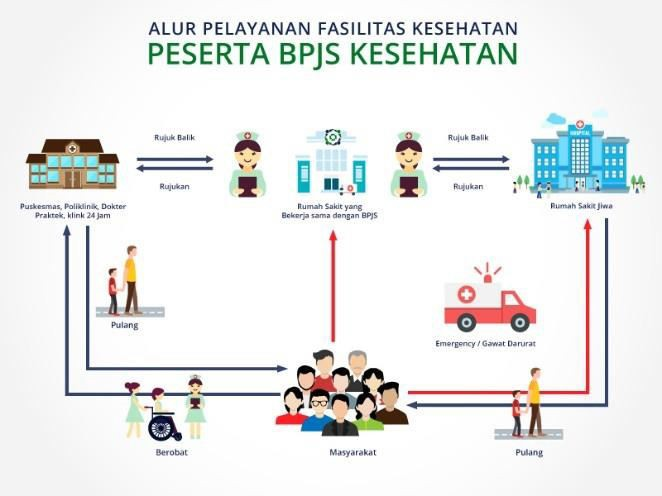 ALUR PELAYANAN FASILITAS KESEHATAN
PESERTA BPJS KESEHATAN
Rujuk Balik
Rujukan
HOSPITAL
Rujuk Balik
Rujukan
Puskesmas, Poliklinik, Dokter
Praktek, klink 24 Jam
Rumah Sakit yang
Bekerja sama dengan BPJS
Rumah Sakit Jiwa
Pulang
Emergency / Gawat Darurat
Berobat
Masyarakat
Pulang